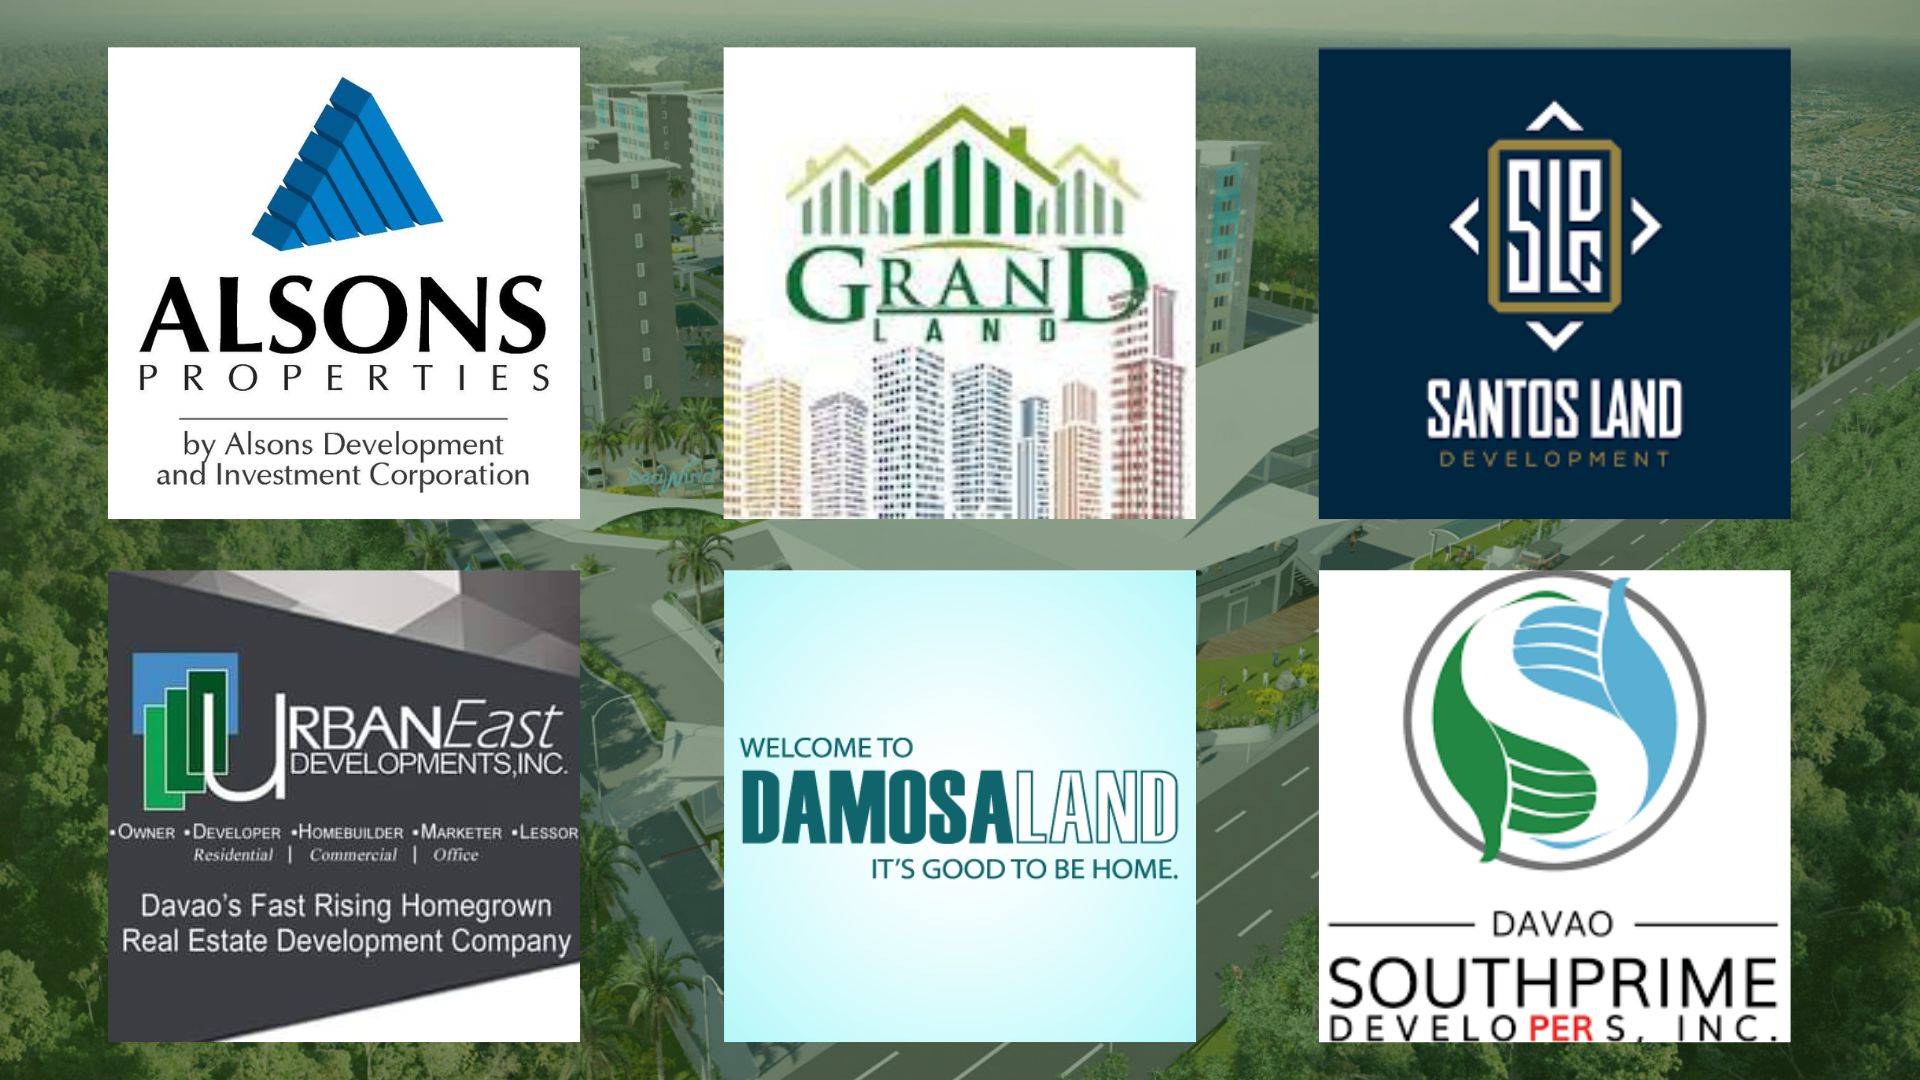 ALSONS
PROPERTIES
by Alsons Development
and Investment Corporation
GRAND
LAND
SLDC
SANTOS LAND
DEVELOPMENT
Seawind
URBANEast
DEVELOPMENTS,INC.
•OWNER •DEVELOPER •HOMEBUILDER •MARKETER •LESSOR
Residential | Commercial | Office
Davao's Fast Rising Homegrown
Real Estate Development Company
WELCOME TO
DAMOSALAND
IT'S GOOD TO BE HOME.
DAVAO
SOUTHPRIME
DEVELOPERS, INC.